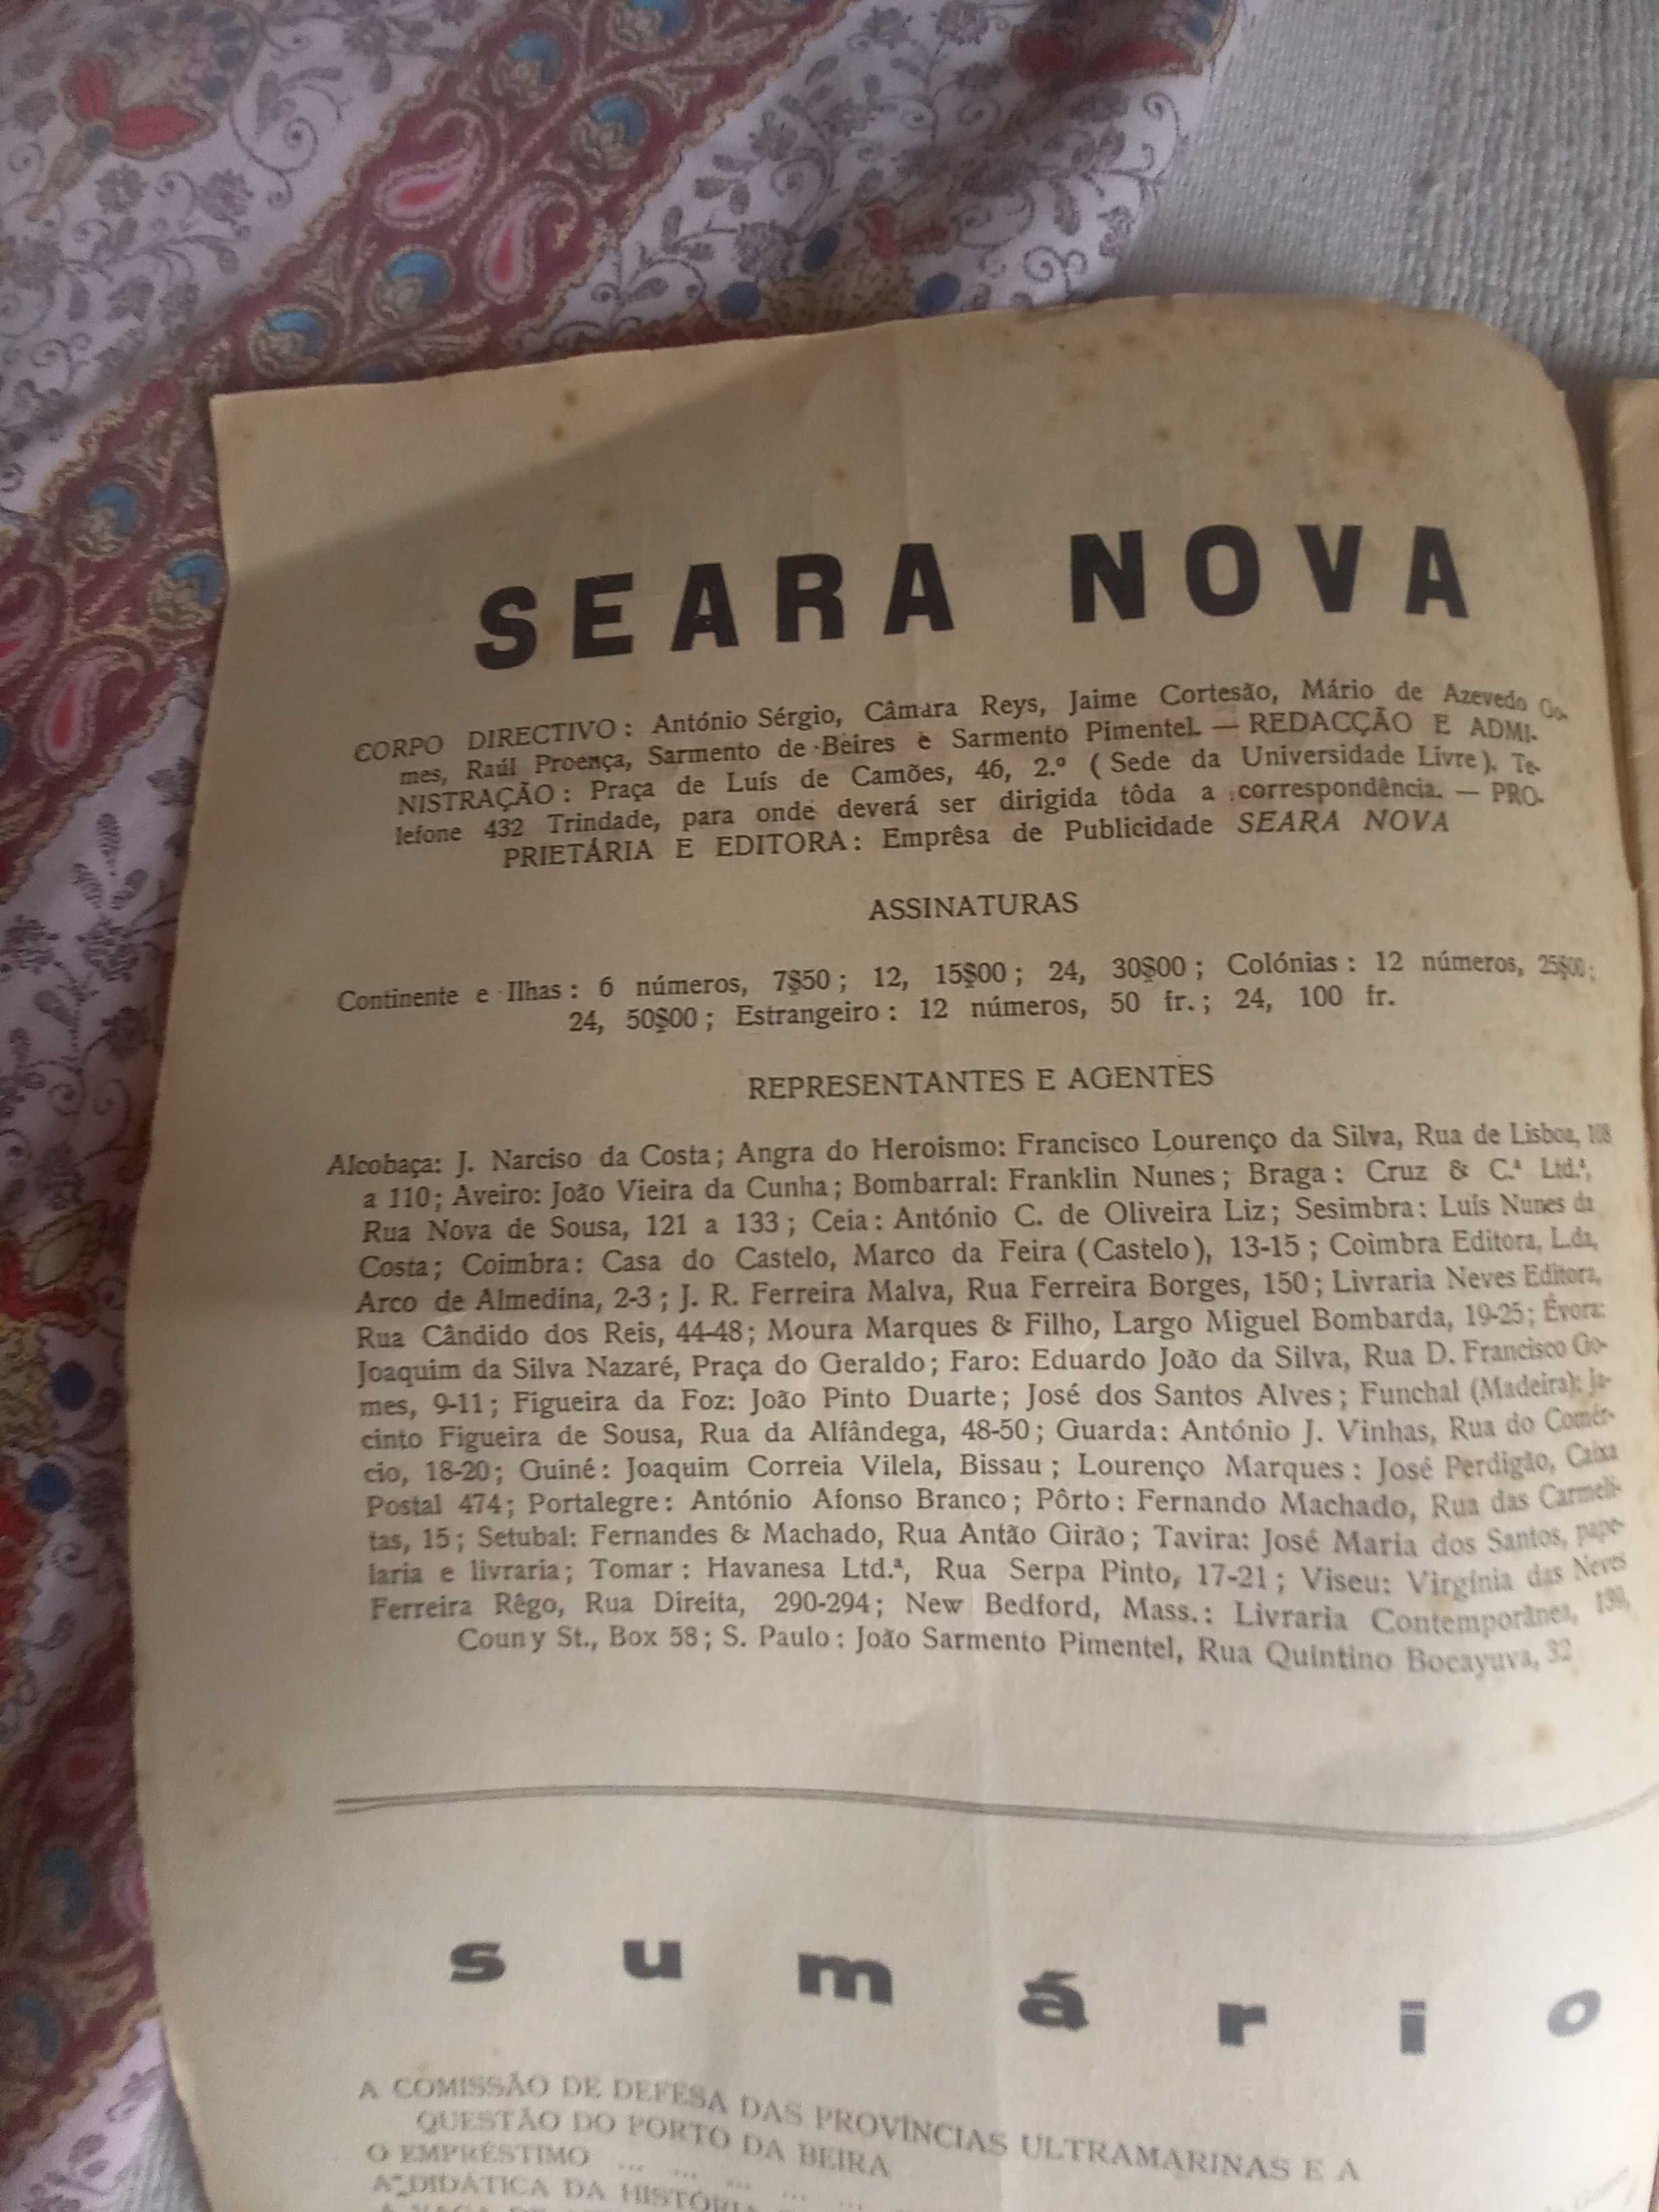 SEARA NOVA
CORPO DIRECTIVO: António Sérgio, Câmara Reys, Jaime Cortesão, Mário de Azevedo Go-
mes, Raúl Proença, Sarmento de Beires e Sarmento Pimentel. — REDACÇÃO E ADMI-
NISTRAÇÃO: Praça de Luís de Camões, 46, 2.º (Sede da Universidade Livre). Te-
lefone 432 Trindade, para onde deverá ser dirigida tôda a correspondência. — PRO-
PRIETÁRIA E EDITORA: Emprêsa de Publicidade SEARA NOVA
ASSINATURAS
Continente e Ilhas: 6 números, 7$50; 12, 15$00; 24, 30$00; Colónias: 12 números, 25$00;
24, 50$00; Estrangeiro: 12 números, 50 fr.; 24, 100 fr.
REPRESENTANTES E AGENTES
Alcobaça: J. Narciso da Costa; Angra do Heroismo: Francisco Lourenço da Silva, Rua de Lisboa, 108
a 110; Aveiro: João Vieira da Cunha; Bombarral: Franklin Nunes; Braga: Cruz & C.ª Ltd.ª,
Rua Nova de Sousa, 121 a 133; Ceia: António C. de Oliveira Liz; Sesimbra: Luís Nunes da
Costa; Coimbra: Casa do Castelo, Marco da Feira (Castelo), 13-15; Coimbra Editora, L.da,
Arco de Almedina, 2-3; J. R. Ferreira Malva, Rua Ferreira Borges, 150; Livraria Neves Editora,
Rua Cândido dos Reis, 44-48; Moura Marques & Filho, Largo Miguel Bombarda, 19-25; Évora:
Joaquim da Silva Nazaré, Praça do Geraldo; Faro: Eduardo João da Silva, Rua D. Francisco Go-
mes, 9-11; Figueira da Foz: João Pinto Duarte; José dos Santos Alves; Funchal (Madeira): Ja-
cinto Figueira de Sousa, Rua da Alfândega, 48-50; Guarda: António J. Vinhas, Rua do Comér-
cio, 18-20; Guiné: Joaquim Correia Vilela, Bissau; Lourenço Marques: José Perdigão, Caixa
Postal 474; Portalegre: António Afonso Branco; Pôrto: Fernando Machado, Rua das Carmeli-
tas, 15; Setubal: Fernandes & Machado, Rua Antão Girão; Tavira: José Maria dos Santos, pape-
laria e livraria; Tomar: Havanesa Ltd.ª, Rua Serpa Pinto, 17-21; Viseu: Virgínia das Neves
Ferreira Rêgo, Rua Direita, 290-294; New Bedford, Mass.: Livraria Contemporânea,
Couny St., Box 58; S. Paulo: João Sarmento Pimentel, Rua Quintino Bocayuva, 32
sumário
A COMISSÃO DE DEFESA DAS PROVÍNCIAS ULTRAMARINAS E A
QUESTÃO DO PORTO DA BEIRA
O EMPRÉSTIMO ... ... ... ... ...
A DIDÁTICA DA HISTÓRIA